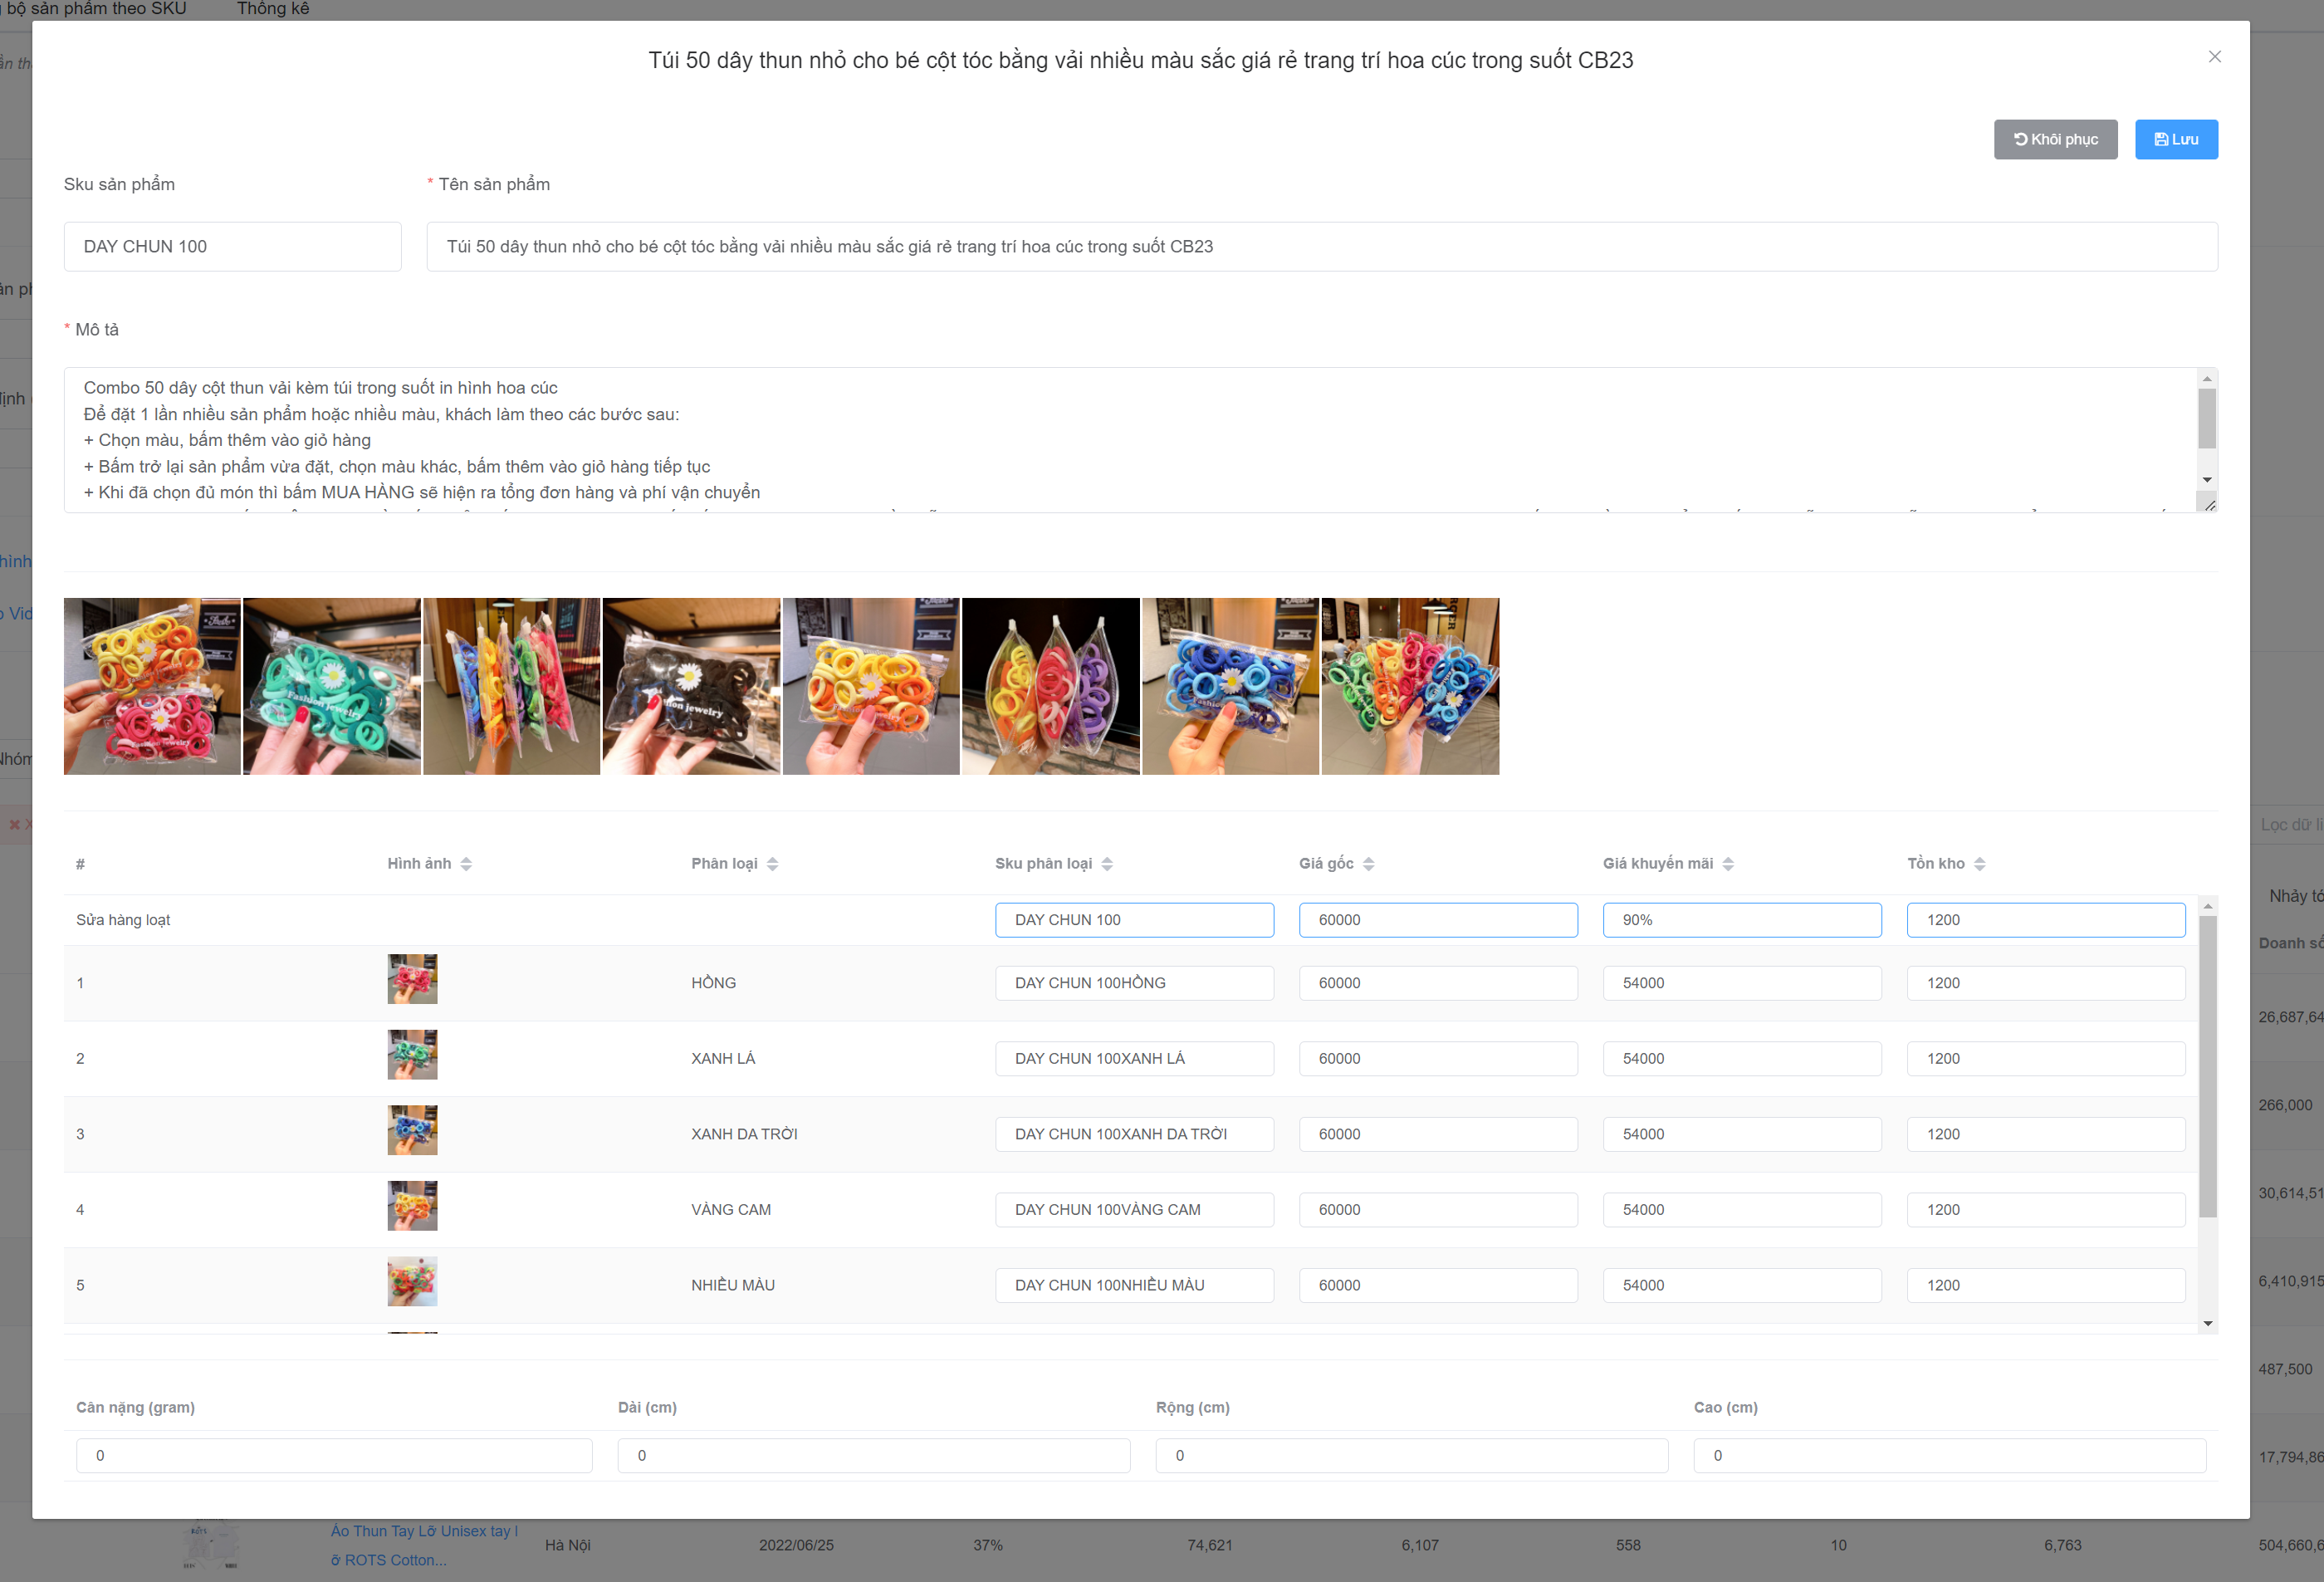 bộ sản phẩm theo SKU
Thống kê
Túi 50 dây thun nhỏ cho bé cột tóc bằng vải nhiều màu sắc giá rẻ trang trí hoa cúc trong suốt CB23
Khôi phục
Lưu
Sku sản phẩm
* Tên sản phẩm
DAY CHUN 100
Túi 50 dây thun nhỏ cho bé cột tóc bằng vải nhiều màu sắc giá rẻ trang trí hoa cúc trong suốt CB23
* Mô tả
Combo 50 dây cột thun vải kèm túi trong suốt in hình hoa cúc
Để đặt 1 lần nhiều sản phẩm hoặc nhiều màu, khách làm theo các bước sau:
+ Chọn màu, bấm thêm vào giỏ hàng
+ Bấm trở lại sản phẩm vừa đặt, chọn màu khác, bấm thêm vào giỏ hàng tiếp tục
+ Khi đã chọn đủ món thì bấm MUA HÀNG sẽ hiện ra tổng đơn hàng và phí vận chuyển
Fashion jewelry
# Hình ảnh Phân loại Sku phân loại Giá gốc Giá khuyến mãi Tồn kho
Lọc dữ
Sửa hàng loạt DAY CHUN 100 60000 90% 1200
Nhảy
Doanh
1 HỒNG DAY CHUN 100HỒNG 60000 54000 1200
26,687,64
2 XANH LÁ DAY CHUN 100XANH LÁ 60000 54000 1200
266,000
3 XANH DA TRỜI DAY CHUN 100XANH DA TRỜI 60000 54000 1200
30,614,51
4 VÀNG CAM DAY CHUN 100VÀNG CAM 60000 54000 1200
5 NHIỀU MÀU DAY CHUN 100NHIỀU MÀU 60000 54000 1200
6,410,915
487,500
Cân nặng (gram) Dài (cm) Rộng (cm) Cao (cm)
0 0 0 0
17,794,86
Áo Thun Tay Lỡ Unisex tay l
ỡ ROTS Cotton...
Hà Nội 2022/06/25 37% 74,621 6,107 558 10 6,763 504,660,6